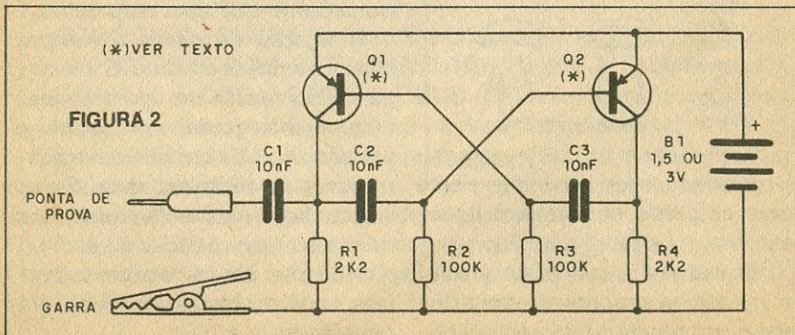 (*)VER TEXTO
FIGURA 2
Q1
(*)
Q2
(*)
C1
10nF
C2
10nF
C3
10nF
B1
1,5 OU
3V
+
PONTA DE
PROVA
R1
2K2
R2
100K
R3
100K
R4
2K2
GARRA